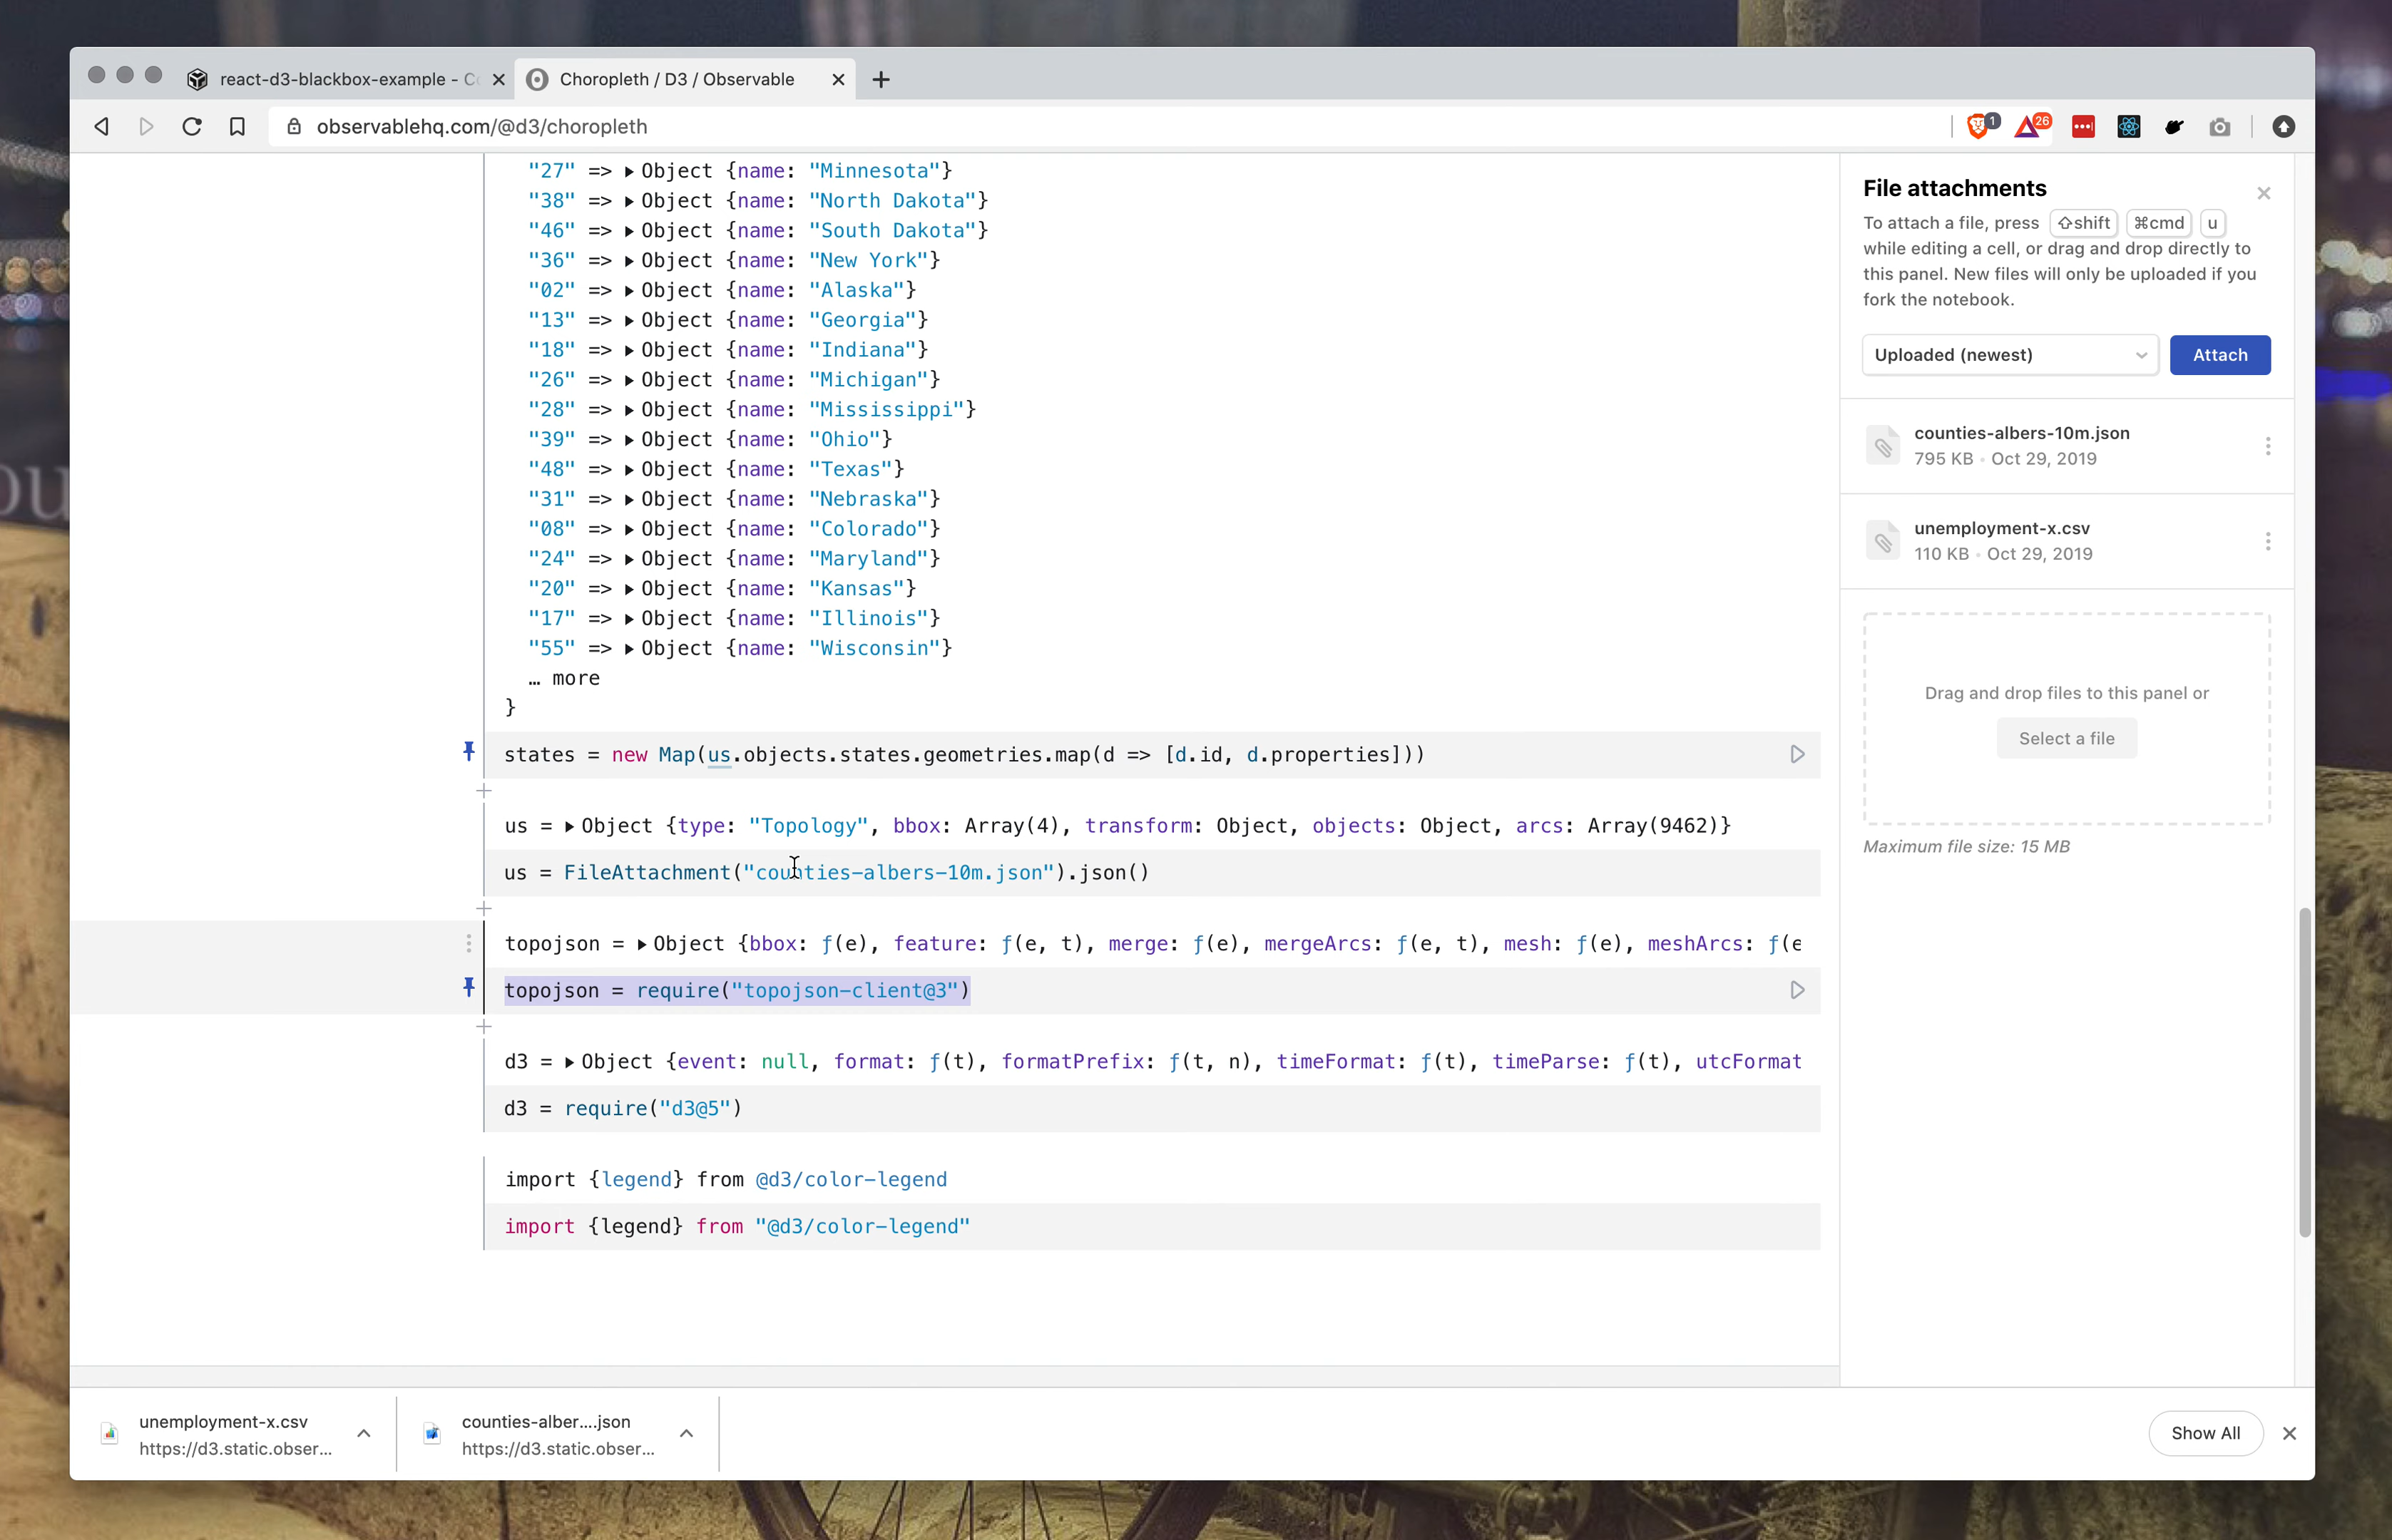 react-d3-blackbox-example - C
Choropleth / D3 / Observable
observablehq.com/@d3/choropleth
1
26
"27" => ▶ Object {name: "Minnesota"}
"38" => ▶ Object {name: "North Dakota"}
"46" => ▶ Object {name: "South Dakota"}
"36" => ▶ Object {name: "New York"}
"02" => ▶ Object {name: "Alaska"}
"13" => ▶ Object {name: "Georgia"}
"18" => ▶ Object {name: "Indiana"}
"26" => ▶ Object {name: "Michigan"}
"28" => ▶ Object {name: "Mississippi"}
"39" => ▶ Object {name: "Ohio"}
"48" => ▶ Object {name: "Texas"}
"31" => ▶ Object {name: "Nebraska"}
"08" => ▶ Object {name: "Colorado"}
"24" => ▶ Object {name: "Maryland"}
"20" => ▶ Object {name: "Kansas"}
"17" => ▶ Object {name: "Illinois"}
"55" => ▶ Object {name: "Wisconsin"}
… more
}
states = new Map(us.objects.states.geometries.map(d => [d.id, d.properties]))
us = ▶ Object {type: "Topology", bbox: Array(4), transform: Object, objects: Object, arcs: Array(9462)}
us = FileAttachment("counties-albers-10m.json").json()
topojson = ▶ Object {bbox: ƒ(e), feature: ƒ(e, t), merge: ƒ(e), mergeArcs: ƒ(e, t), mesh: ƒ(e), meshArcs: ƒ(e
topojson = require("topojson-client@3")
d3 = ▶ Object {event: null, format: ƒ(t), formatPrefix: ƒ(t, n), timeFormat: ƒ(t), timeParse: ƒ(t), utcFormat
d3 = require("d3@5")
import {legend} from @d3/color-legend
import {legend} from "@d3/color-legend"
File attachments
To attach a file, press ⇧shift ⌘cmd u
while editing a cell, or drag and drop directly to
this panel. New files will only be uploaded if you
fork the notebook.
Uploaded (newest)
Attach
counties-albers-10m.json
795 KB • Oct 29, 2019
unemployment-x.csv
110 KB • Oct 29, 2019
Drag and drop files to this panel or
Select a file
Maximum file size: 15 MB
unemployment-x.csv
https://d3.static.obser...
counties-alber....json
https://d3.static.obser...
Show All